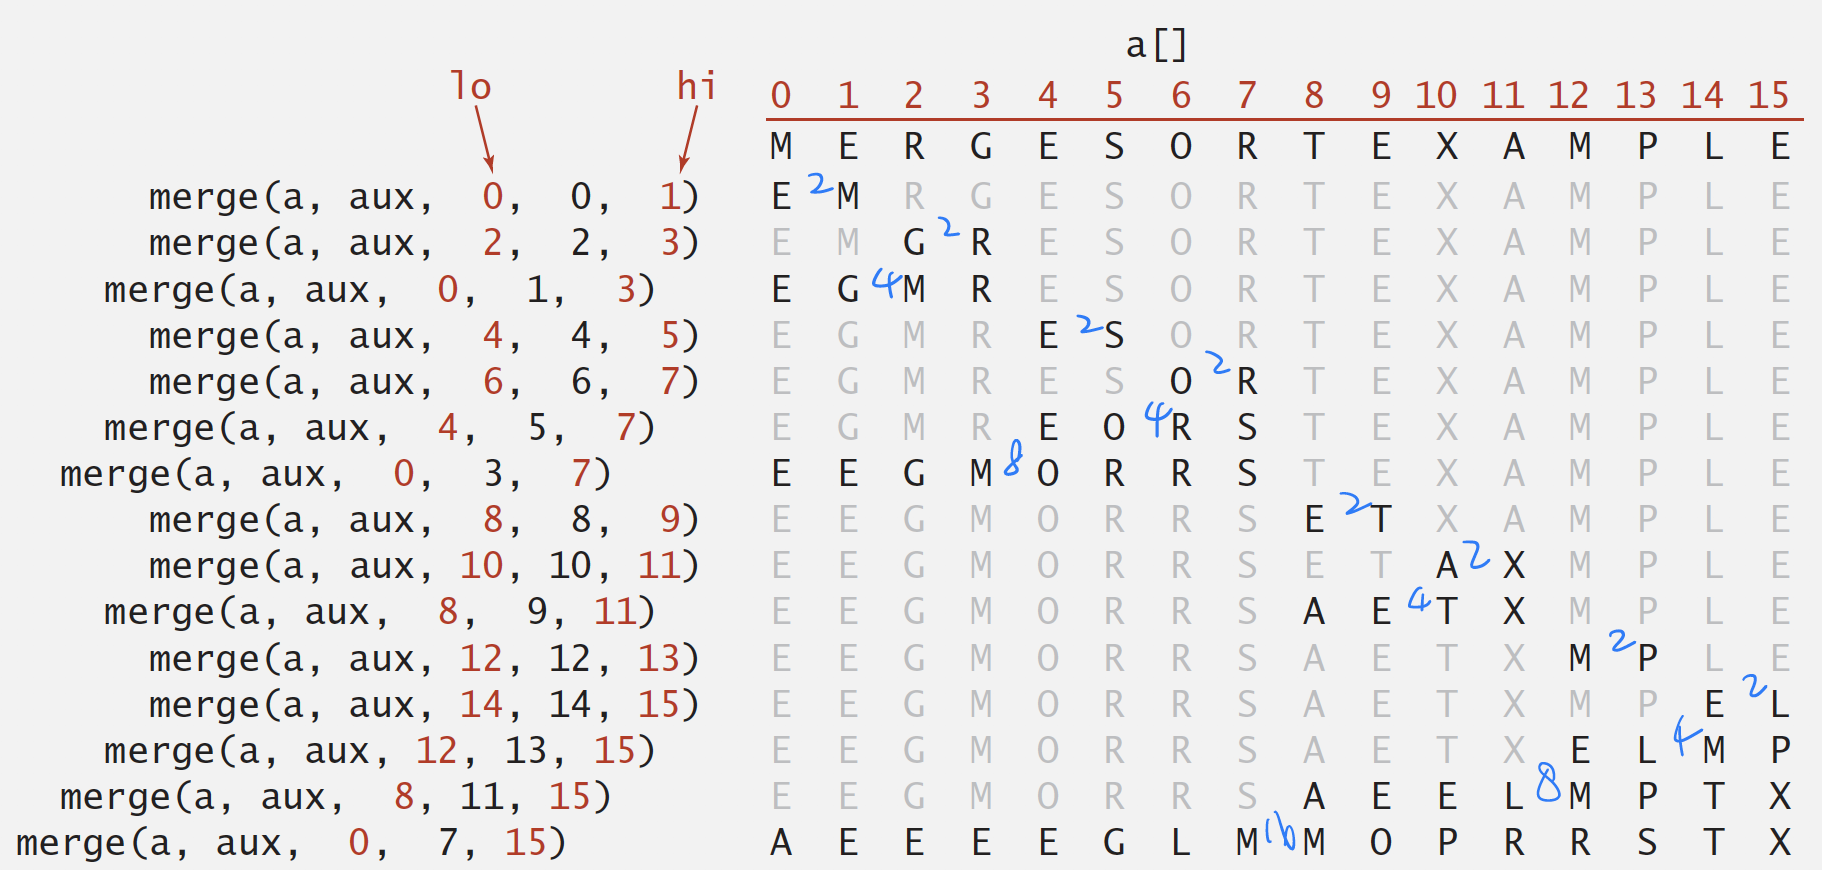 a[]
lo hi 0 1 2 3 4 5 6 7 8 9 10 11 12 13 14 15
M E R G E S O R T E X A M P L E
merge(a, aux, 0, 0, 1) E 2 M R G E S O R T E X A M P L E
merge(a, aux, 2, 2, 3) E M G 2 R E S O R T E X A M P L E
merge(a, aux, 0, 1, 3) E G 4 M R E S O R T E X A M P L E
merge(a, aux, 4, 4, 5) E G M R E 2 S O R T E X A M P L E
merge(a, aux, 6, 6, 7) E G M R E S O 2 R T E X A M P L E
merge(a, aux, 4, 5, 7) E G M R E O 4 R S T E X A M P L E
merge(a, aux, 0, 3, 7) E E G M 8 O R R S T E X A M P L E
merge(a, aux, 8, 8, 9) E E G M O R R S E 2 T X A M P L E
merge(a, aux, 10, 10, 11) E E G M O R R S E T A 2 X M P L E
merge(a, aux, 8, 9, 11) E E G M O R R S A E 4 T X M P L E
merge(a, aux, 12, 12, 13) E E G M O R R S A E T X M 2 P L E
merge(a, aux, 14, 14, 15) E E G M O R R S A E T X M P E 2 L
merge(a, aux, 12, 13, 15) E E G M O R R S A E T X E L 4 M P
merge(a, aux, 8, 11, 15) E E G M O R R S A E E L 8 M P T X
merge(a, aux, 0, 7, 15) A E E E E G L M 16 M O P R R S T X